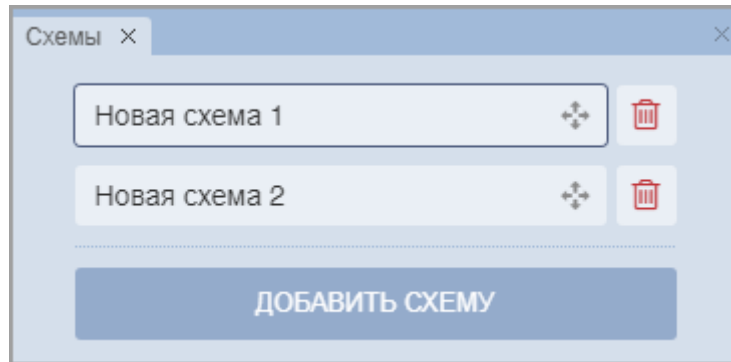 Схемы
Новая схема 1
Новая схема 2
ДОБАВИТЬ СХЕМУ